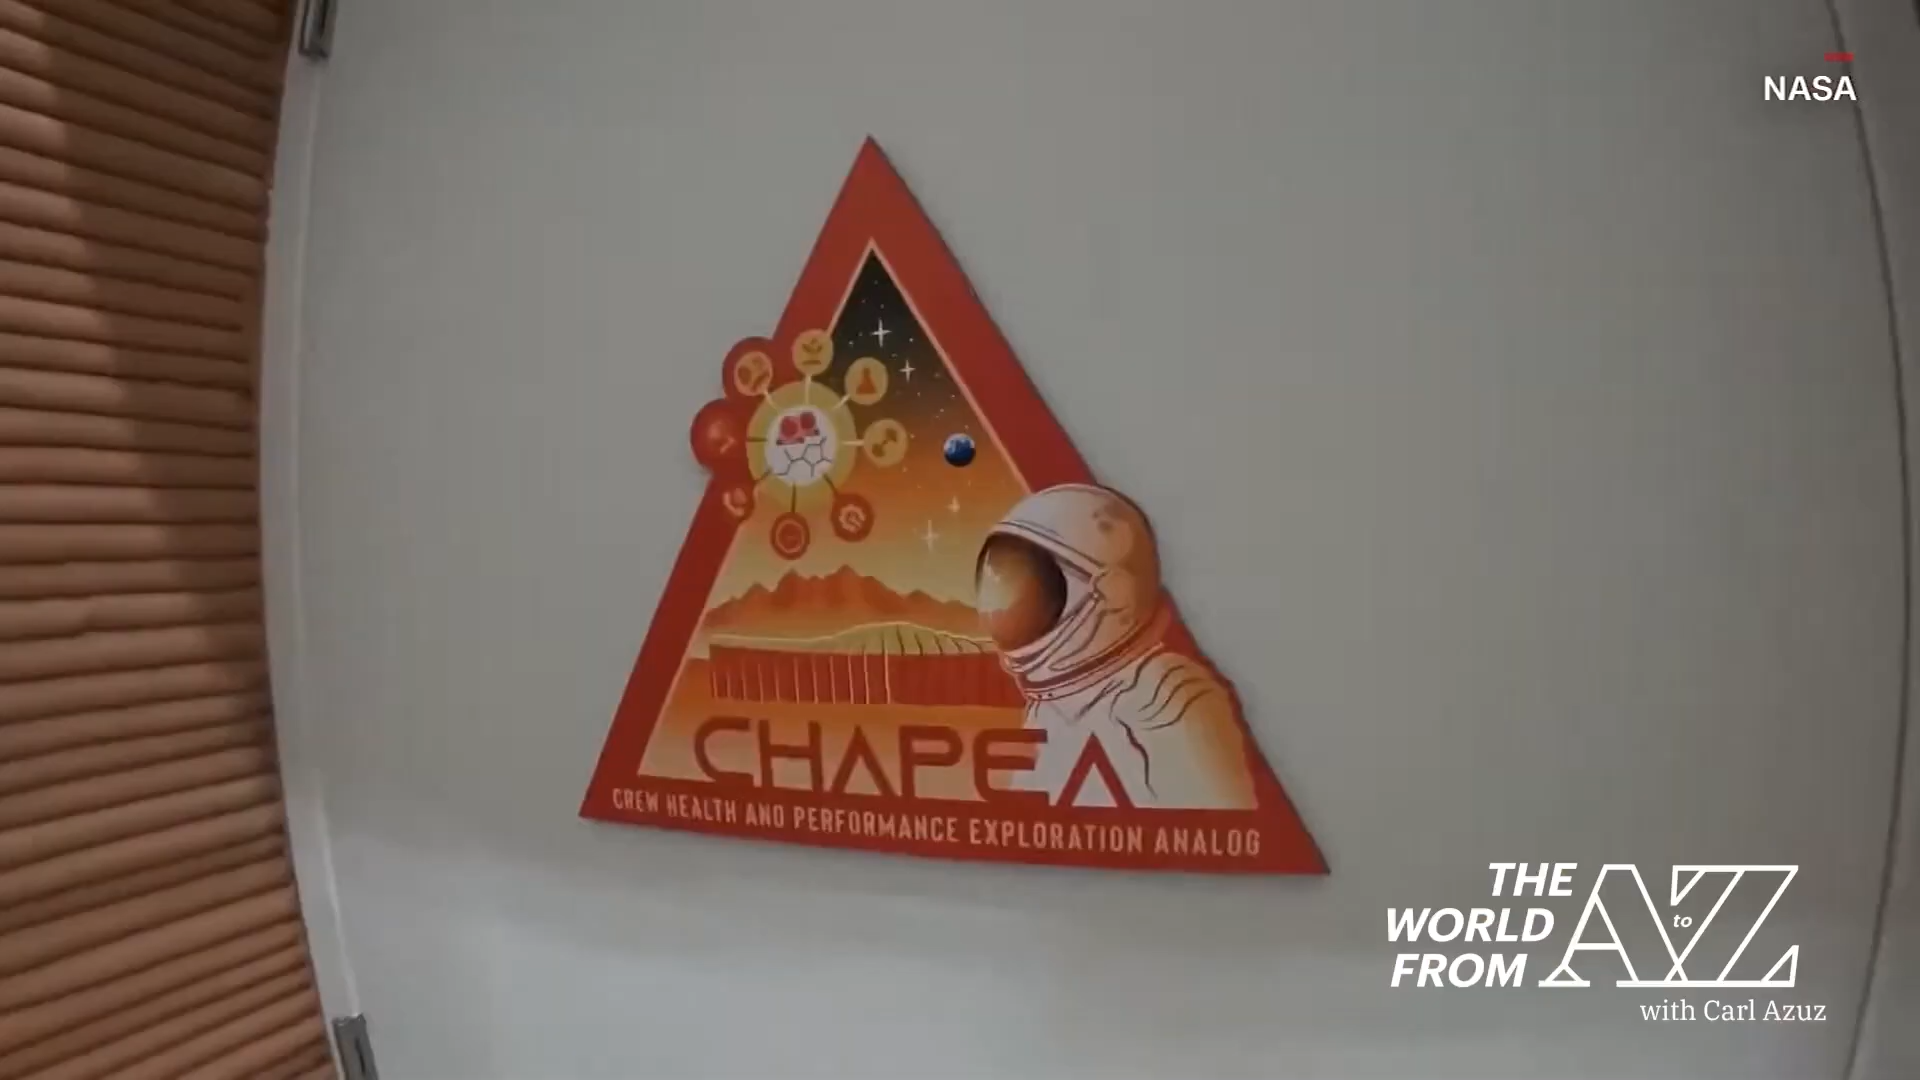 NASA
CHAPEA
CREW HEALTH AND PERFORMANCE EXPLORATION ANALOG
THE
WORLD
FROM
A to Z
with Carl Azuz